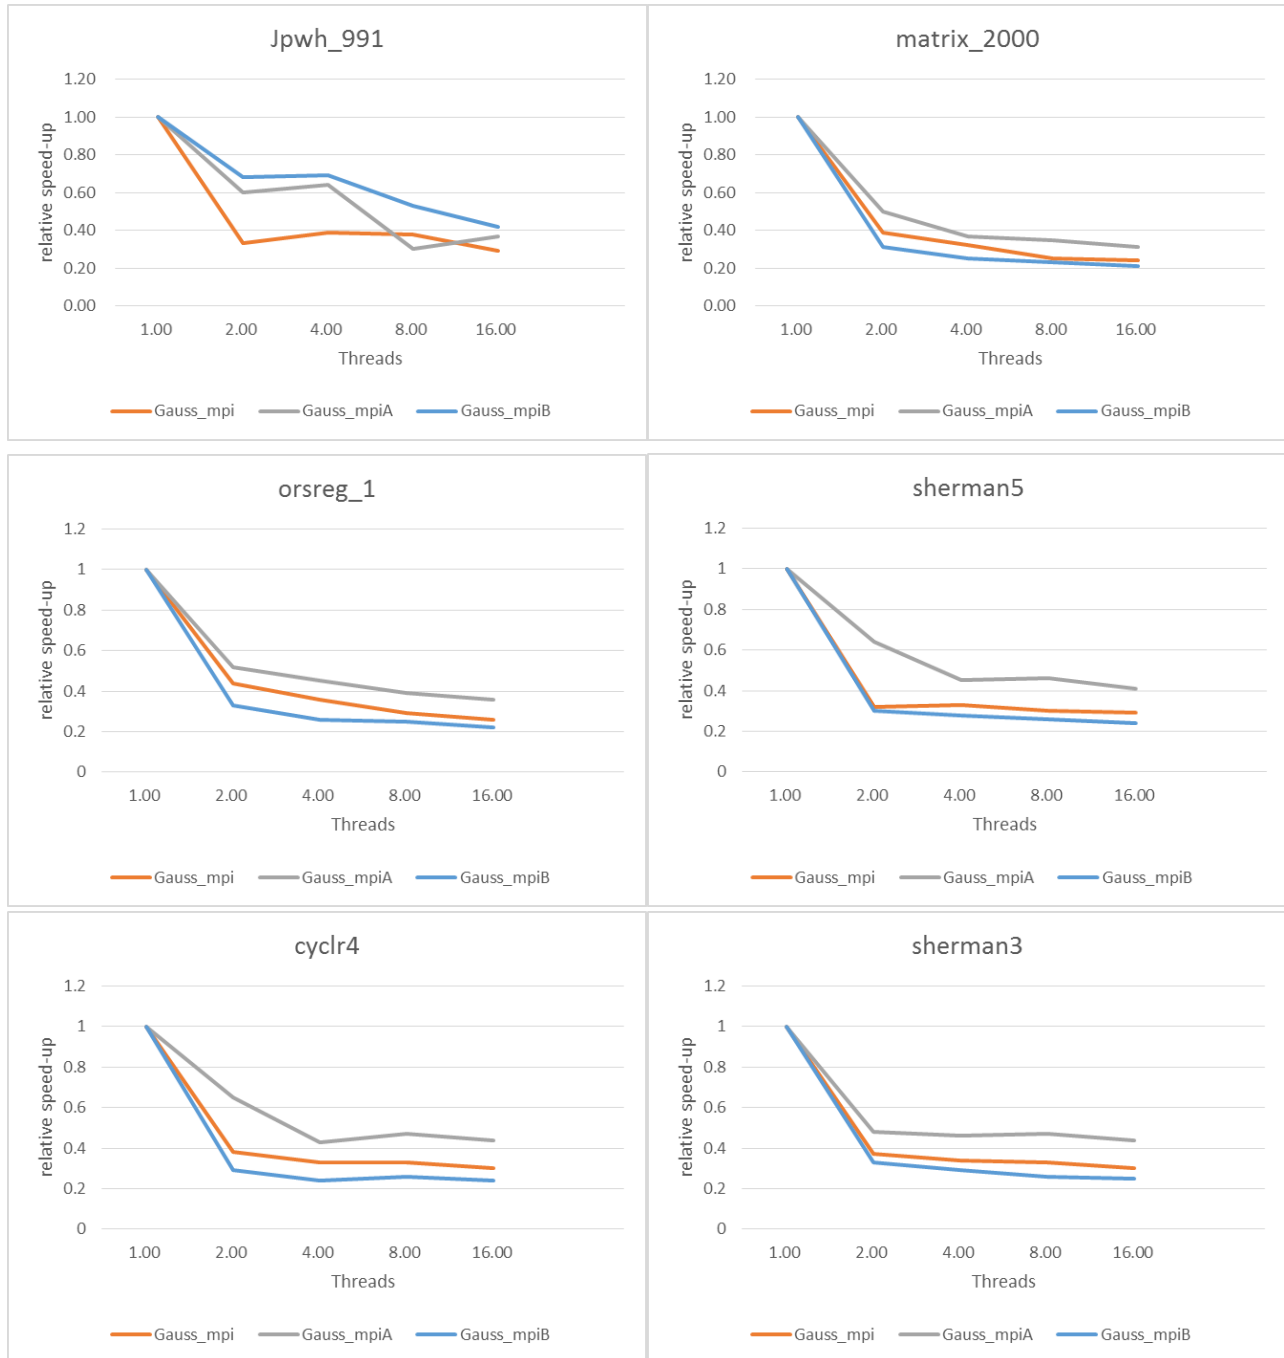 Jpwh_991
relative speed-up
1.20
1.00
0.80
0.60
0.40
0.20
0.00
1.00 2.00 4.00 8.00 16.00
Threads
Gauss_mpi Gauss_mpiA Gauss_mpiB
matrix_2000
relative speed-up
1.20
1.00
0.80
0.60
0.40
0.20
0.00
1.00 2.00 4.00 8.00 16.00
Threads
Gauss_mpi Gauss_mpiA Gauss_mpiB
orsreg_1
relative speed-up
1.2
1
0.8
0.6
0.4
0.2
0
1.00 2.00 4.00 8.00 16.00
Threads
Gauss_mpi Gauss_mpiA Gauss_mpiB
sherman5
relative speed-up
1.2
1
0.8
0.6
0.4
0.2
0
1.00 2.00 4.00 8.00 16.00
Threads
Gauss_mpi Gauss_mpiA Gauss_mpiB
cyclr4
relative speed-up
1.2
1
0.8
0.6
0.4
0.2
0
1.00 2.00 4.00 8.00 16.00
Threads
Gauss_mpi Gauss_mpiA Gauss_mpiB
sherman3
relative speed-up
1.2
1
0.8
0.6
0.4
0.2
0
1.00 2.00 4.00 8.00 16.00
Threads
Gauss_mpi Gauss_mpiA Gauss_mpiB